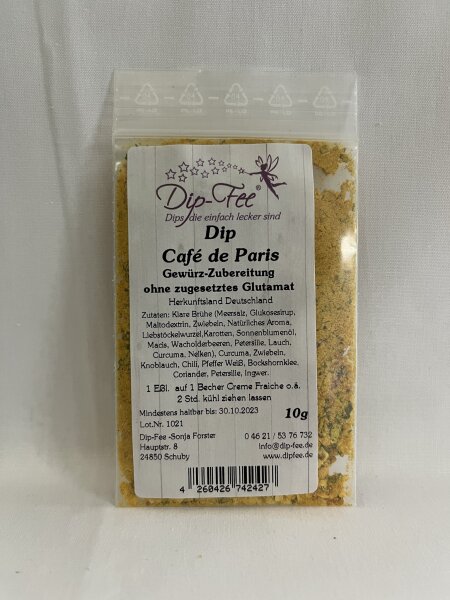 Dip-Fee®
Dips, die einfach lecker sind
Dip
Café de Paris
Gewürz-Zubereitung
ohne zugesetztes Glutamat
Herkunftsland Deutschland
Zutaten: Klare Brühe (Meersalz, Glukosesirup,
Maltodextrin, Zwiebeln, Natürliches Aroma,
Liebstöckelwurzel,Karotten, Sonnenblumenöl,
Macis, Wacholderbeeren, Petersilie, Lauch,
Curcuma, Nelken), Curcuma, Zwiebeln,
Knoblauch, Chili, Pfeffer Weiß, Bockshornklee,
Coriander, Petersilie, Ingwer.
1 Eßl. auf 1 Becher Creme Fraiche o.ä.
2 Std. kühl ziehen lassen
Mindestens haltbar bis: 30.10.2023 10g
Lot.Nr. 1021
Dip-Fee -Sonja Forster 0 46 21 / 53 76 732
Hauptstr. 8 info@dip-fee.de
24850 Schuby www.dipfee.de
4 260426 742427